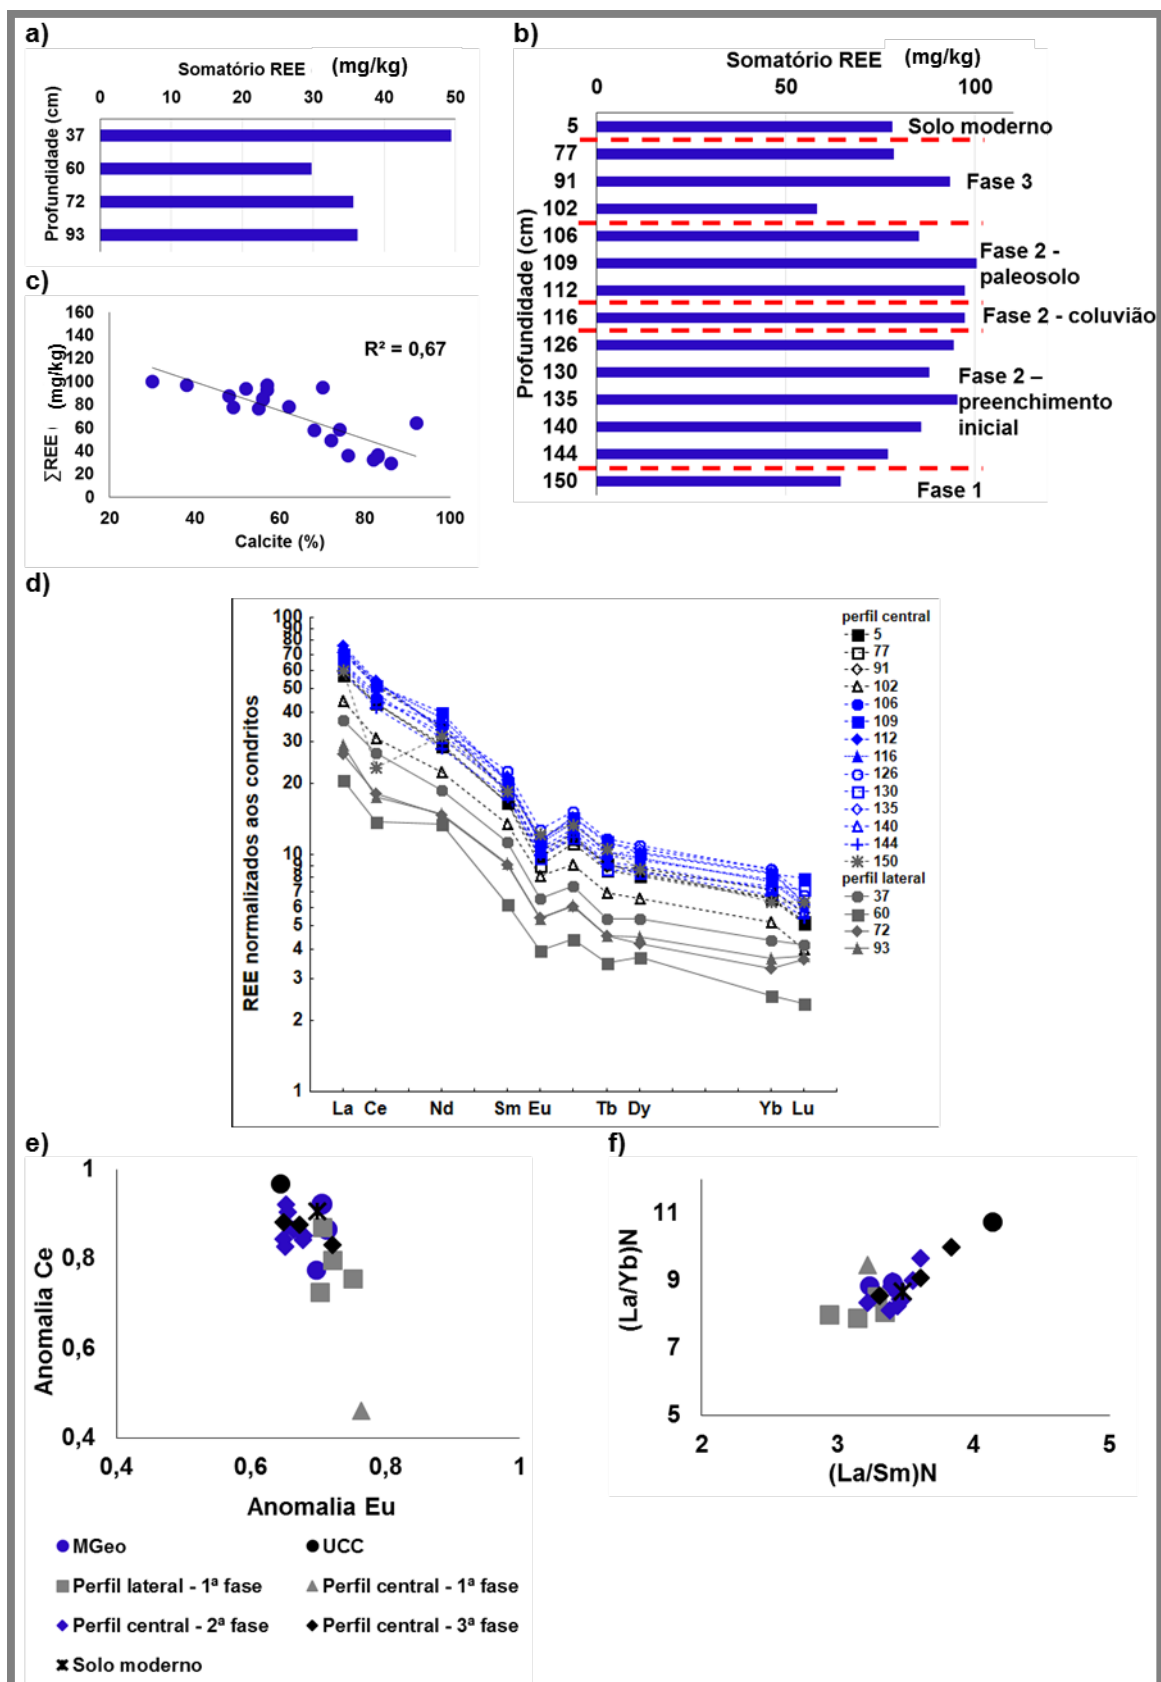 a)
Somatório REE (mg/kg)
0 10 20 30 40 50
Profundidade (cm)
37
60
72
93
b)
Somatório REE (mg/kg)
0 50 100
Profundidade (cm)
5 Solo moderno
77
91 Fase 3
102
106
109 Fase 2 -
paleosolo
112
116 Fase 2 - coluvião
126
130 Fase 2 –
135 preenchimento
140 inicial
144
150 Fase 1
c)
160
140
120
100
80
60
40
20
0
∑REE (mg/kg)
R² = 0,67
20 40 60 80 100
Calcite (%)
d)
REE normalizados aos condritos
100
90
80
70
60
50
40
30
20
10
9
8
7
6
5
4
3
2
1
La Ce Nd Sm Eu Tb Dy Yb Lu
perfil central
5
77
91
102
106
109
112
116
126
130
135
140
144
150
perfil lateral
37
60
72
93
e)
Anomalia Ce
1
0,8
0,6
0,4
0,4 0,6 0,8 1
Anomalia Eu
MGeo UCC
Perfil lateral - 1ª fase Perfil central - 1ª fase
Perfil central - 2ª fase Perfil central - 3ª fase
Solo moderno
f)
(La/Yb)N
11
9
7
5
2 3 4 5
(La/Sm)N